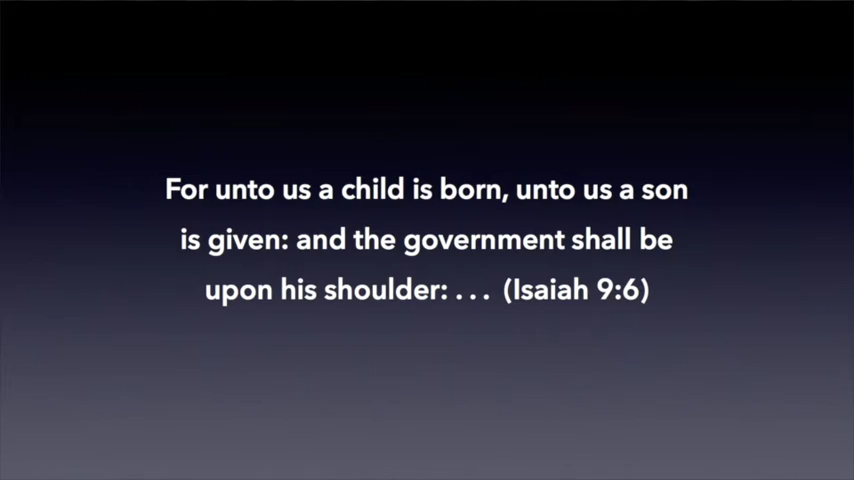 For unto us a child is born, unto us a son
is given: and the government shall be
upon his shoulder: . . . (Isaiah 9:6)